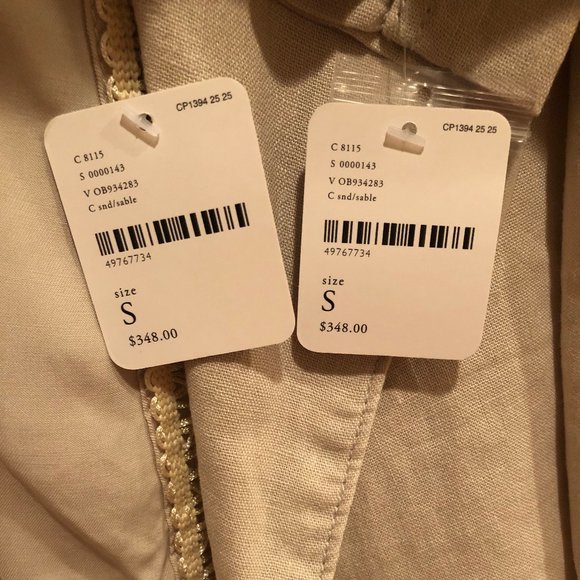 CP1394 25 25
C 8115
S 0000143
V OB934283
C snd/sable
49767734
size
S
$348.00
CP1394 25 25
C 8115
S 0000143
V OB934283
C snd/sable
49767734
size
S
$348.00